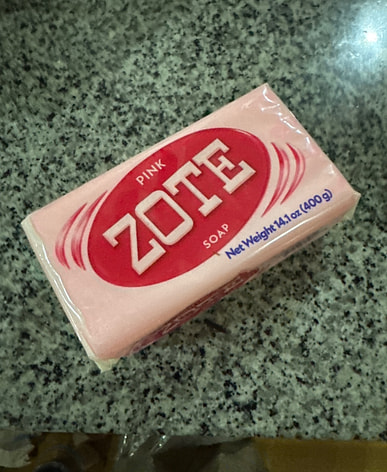 PINK
ZOTE
SOAP
Net Weight 14.1 oz (400 g)